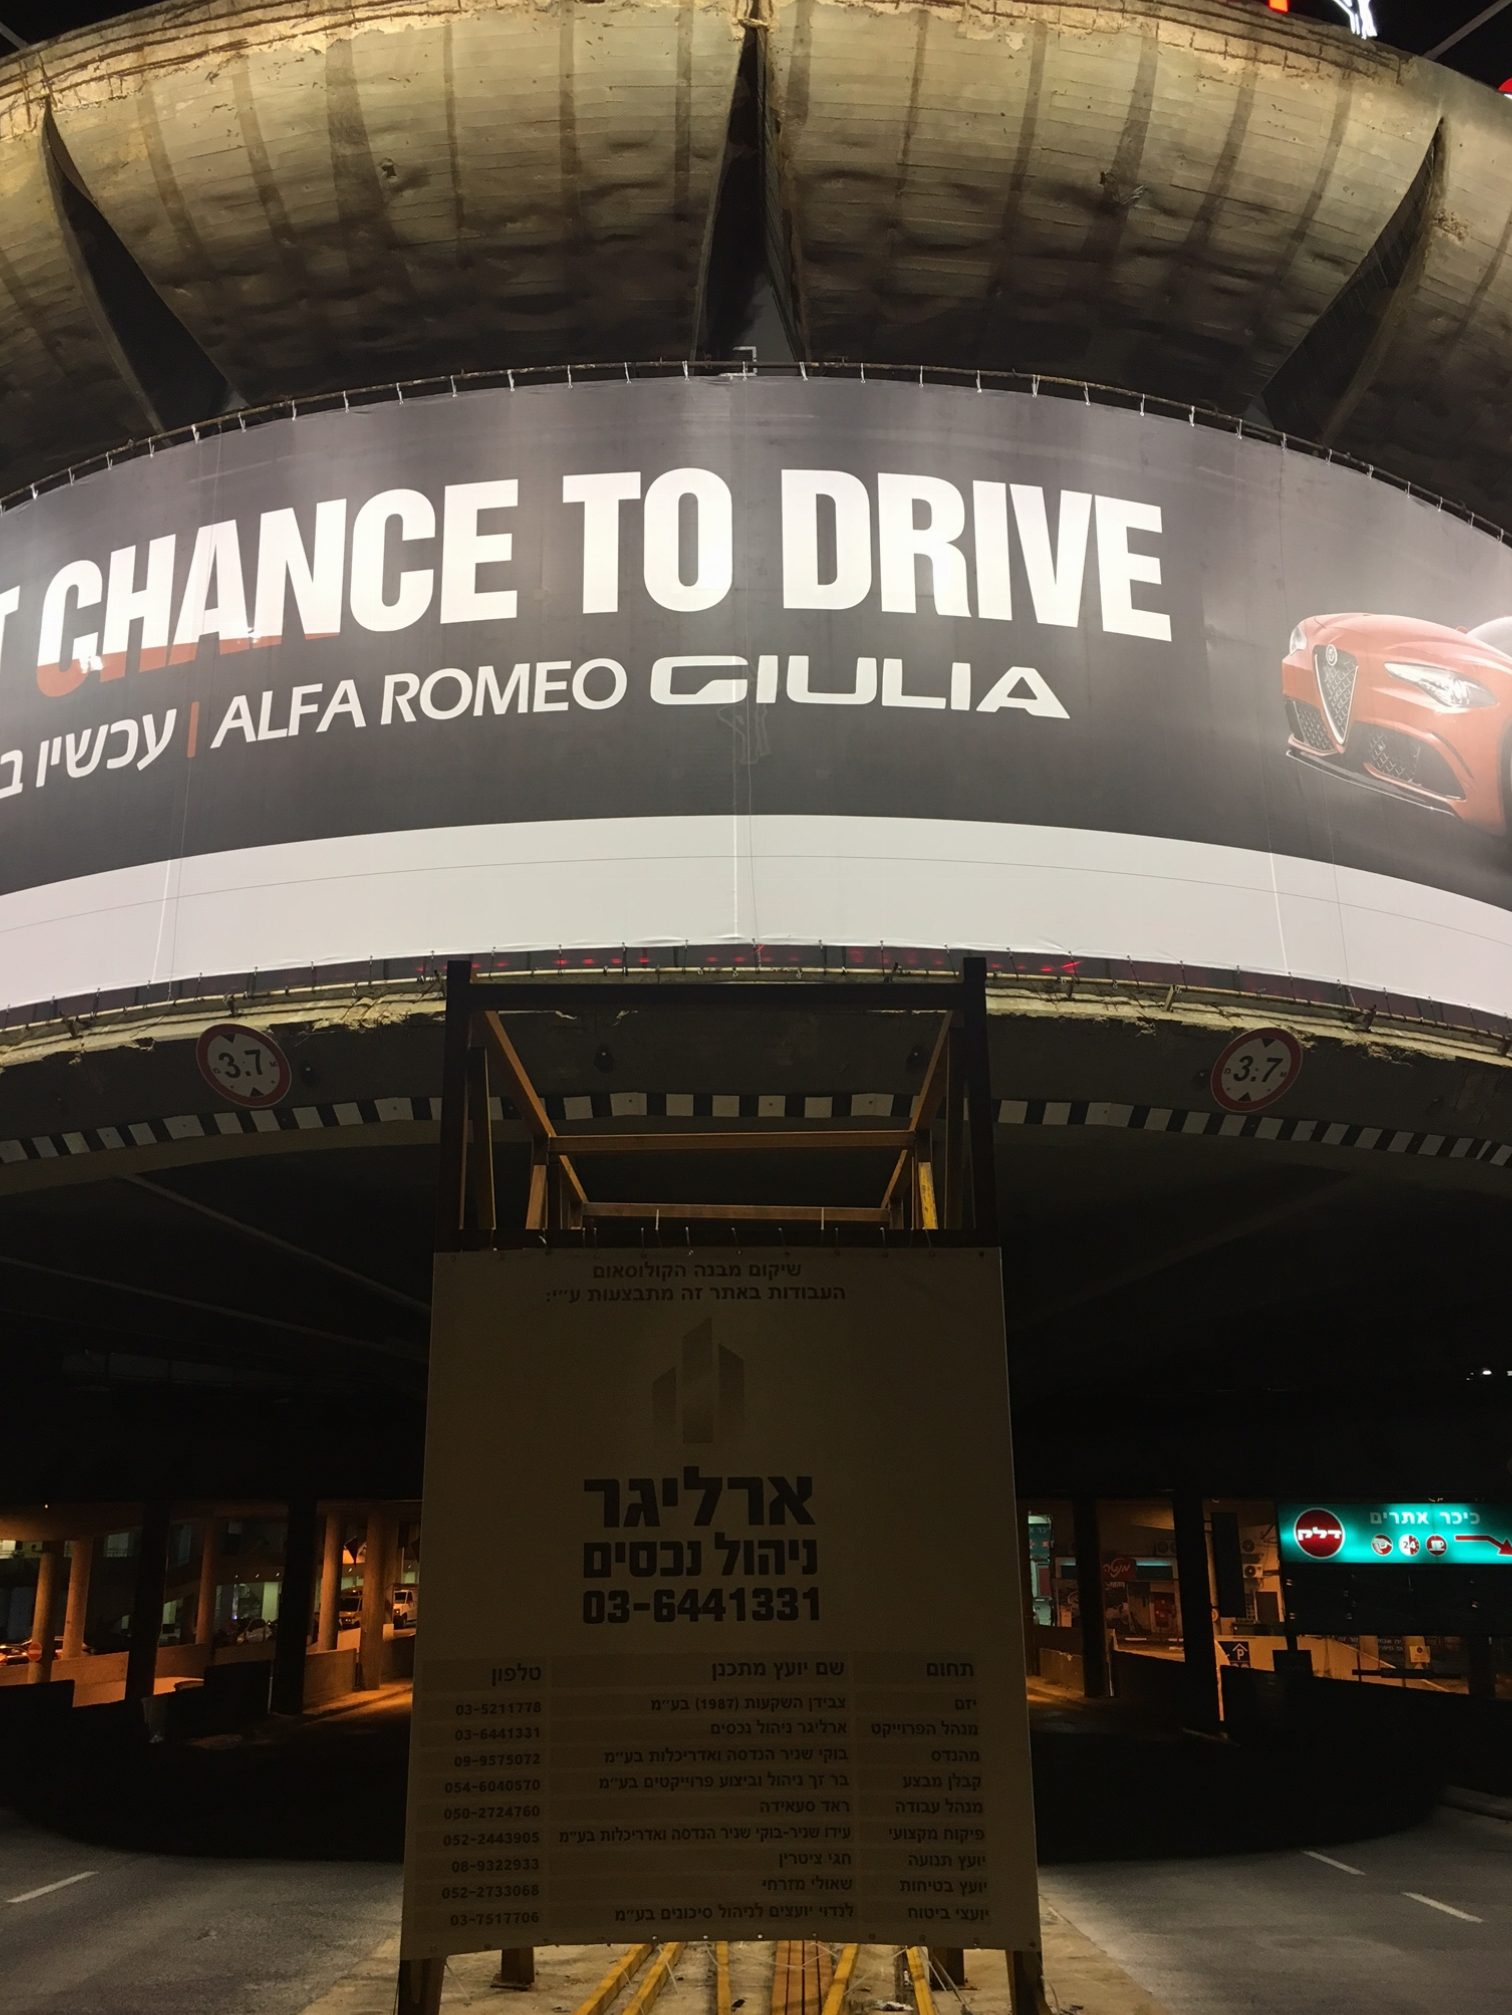 CHANCE TO DRIVE
עכשיו ב | ALFA ROMEO GIULIA
3.7
3.7
שיקום מבנה הקולוסאום
העבודות באתר זה מתבצעות ע״י:
ארליגר
ניהול נכסים
03-6441331
תחום שם יועץ מתכנן טלפון
יזם צבידן השקעות (1987) בע״מ 03-5211778
מנהל הפרוייקט ארליגר ניהול נכסים 03-6441331
מהנדס בוקי שניר הנדסה ואדריכלות בע״מ 09-9575072
קבלן מבצע בר זך ניהול וביצוע פרוייקטים בע״מ 054-6040570
מנהל עבודה ראד סעאידה 050-2724760
פיקוח מקצועי עידו שניר-בוקי שניר הנדסה ואדריכלות בע״מ 052-2443905
יועץ תנועה חגי ציטרין 08-9322933
יועץ בטיחות שאולי מזרחי 052-2733068
יועצי ביטוח לנדוי יועצים לניהול סיכונים בע״מ 03-7517706
כיכר אתרים
דלק
24
מנטה
P